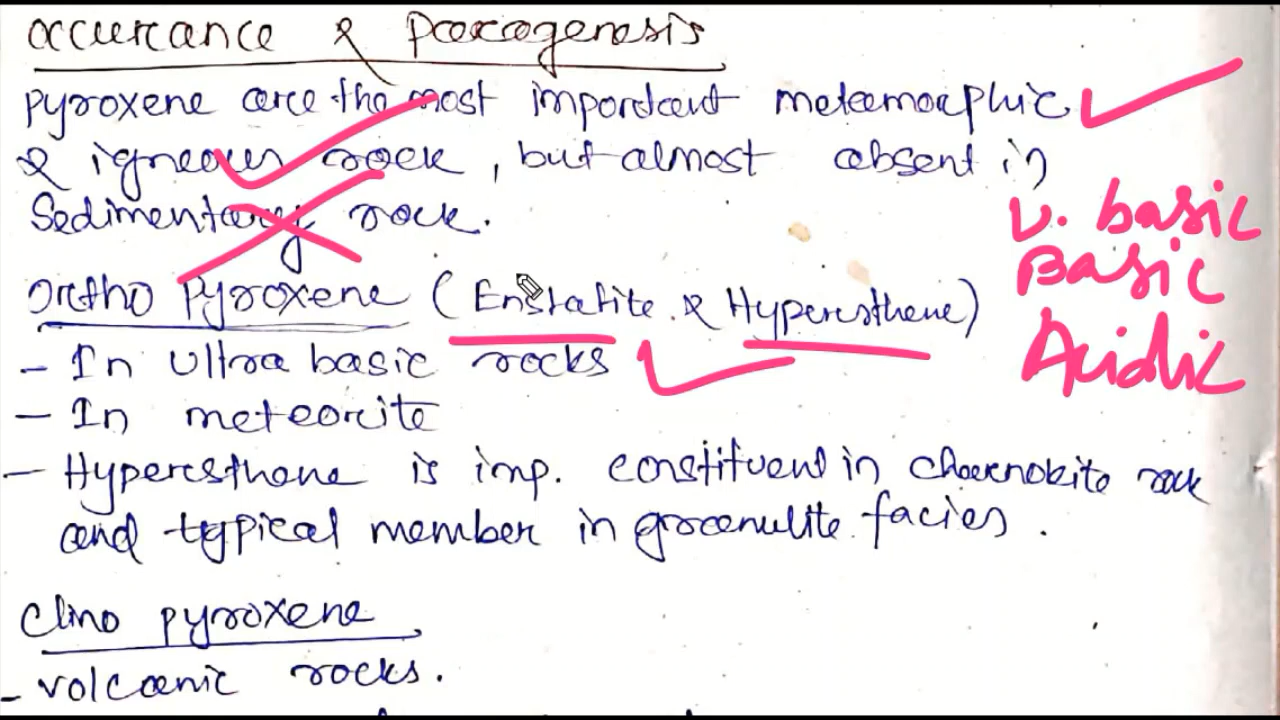 Occurrance & Paragenesis
Pyroxene are the most important metamorphic
& igneous rock, but almost absent in
Sedimentary rock.
Ortho Pyroxene (Enstatite & Hypersthene)
- In Ultra basic rocks
- In meteorite
- Hypersthene is imp. constituent in charnokite rock
and typical member in granulite facies.
Clino pyroxene
- volcanic rocks.
U. basic
Basic
Acidic